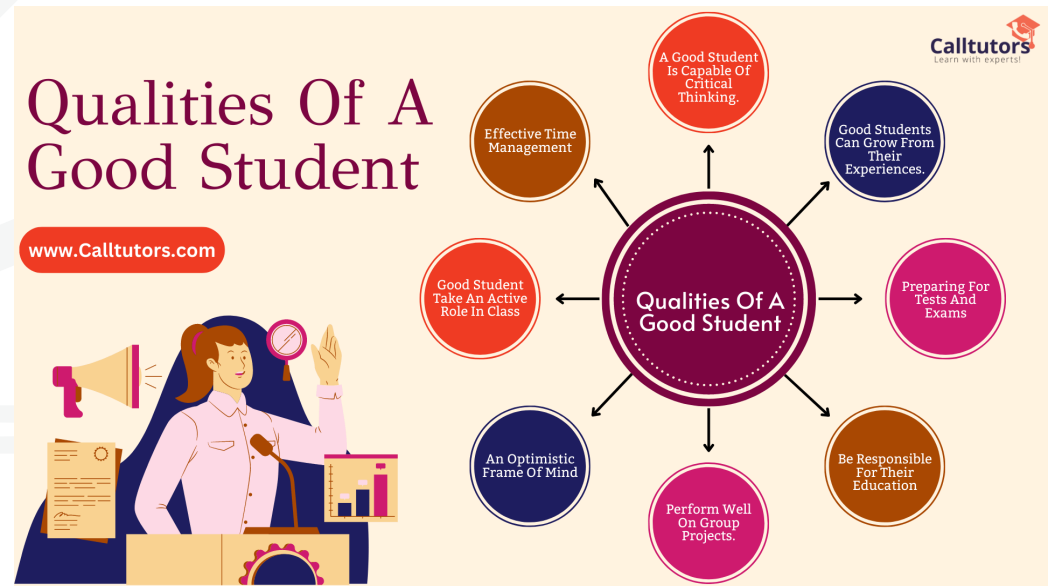 Qualities Of A
Good Student
www.Calltutors.com
Calltutors
Learn with experts!
A Good Student
Is Capable Of
Critical
Thinking.
Good Students
Can Grow From
Their
Experiences.
Preparing For
Tests And
Exams
Be Responsible
For Their
Education
Perform Well
On Group
Projects.
An Optimistic
Frame Of Mind
Good Student
Take An Active
Role In Class
Effective Time
Management
Qualities Of A
Good Student